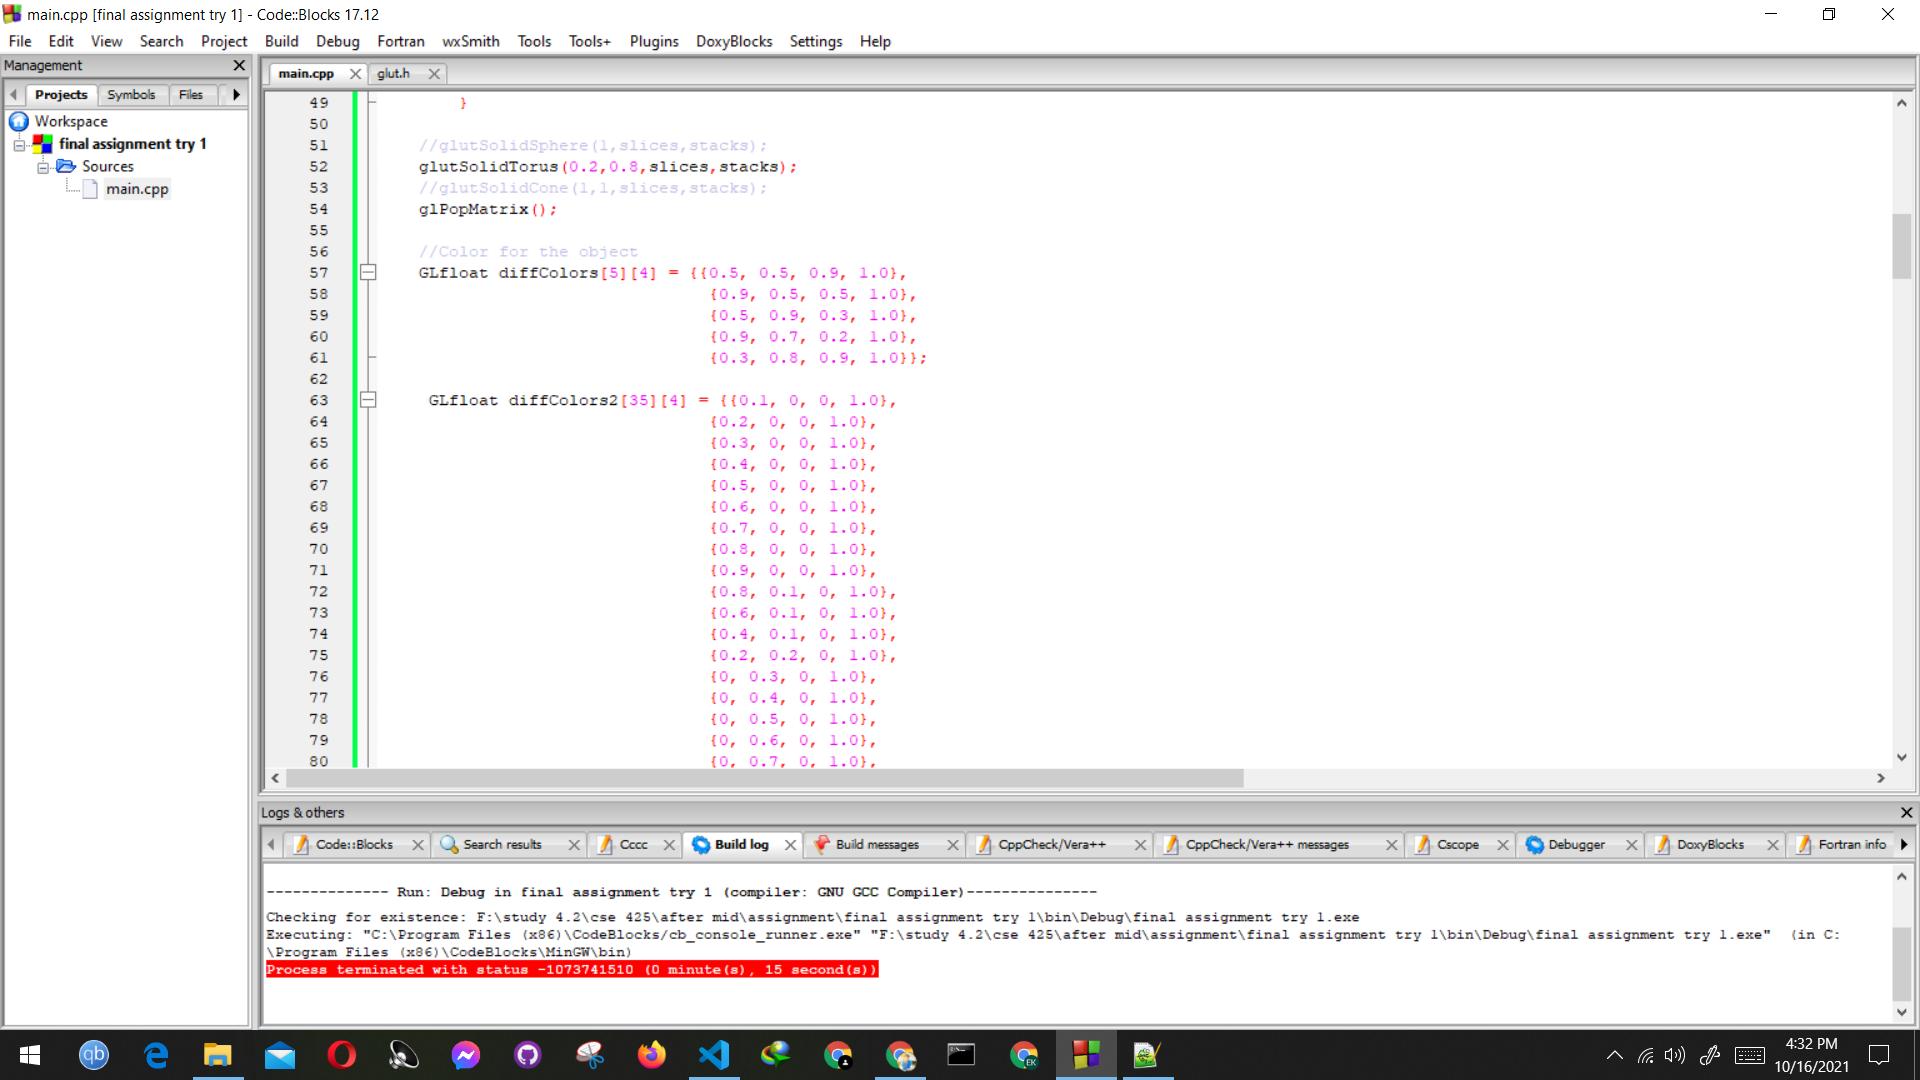 main.cpp [final assignment try 1] - Code::Blocks 17.12
File Edit View Search Project Build Debug Fortran wxSmith Tools Tools+ Plugins DoxyBlocks Settings Help
Management
Projects Symbols Files
Workspace
final assignment try 1
Sources
main.cpp
main.cpp glut.h
49 }
50
51 //glutSolidSphere(1,slices,stacks);
52 glutSolidTorus(0.2,0.8,slices,stacks);
53 //glutSolidCone(1,1,slices,stacks);
54 glPopMatrix();
55
56 //Color for the object
57 GLfloat diffColors[5][4] = {{0.5, 0.5, 0.9, 1.0},
58 {0.9, 0.5, 0.5, 1.0},
59 {0.5, 0.9, 0.3, 1.0},
60 {0.9, 0.7, 0.2, 1.0},
61 {0.3, 0.8, 0.9, 1.0}};
62
63 GLfloat diffColors2[35][4] = {{0.1, 0, 0, 1.0},
64 {0.2, 0, 0, 1.0},
65 {0.3, 0, 0, 1.0},
66 {0.4, 0, 0, 1.0},
67 {0.5, 0, 0, 1.0},
68 {0.6, 0, 0, 1.0},
69 {0.7, 0, 0, 1.0},
70 {0.8, 0, 0, 1.0},
71 {0.9, 0, 0, 1.0},
72 {0.8, 0.1, 0, 1.0},
73 {0.6, 0.1, 0, 1.0},
74 {0.4, 0.1, 0, 1.0},
75 {0.2, 0.2, 0, 1.0},
76 {0, 0.3, 0, 1.0},
77 {0, 0.4, 0, 1.0},
78 {0, 0.5, 0, 1.0},
79 {0, 0.6, 0, 1.0},
80 {0, 0.7, 0, 1.0},
Logs & others
Code::Blocks Search results Cccc Build log Build messages CppCheck/Vera++ CppCheck/Vera++ messages Cscope Debugger DoxyBlocks Fortran info
-------------- Run: Debug in final assignment try 1 (compiler: GNU GCC Compiler)---------------
Checking for existence: F:\study 4.2\cse 425\after mid\assignment\final assignment try 1\bin\Debug\final assignment try 1.exe
Executing: "C:\Program Files (x86)\CodeBlocks/cb_console_runner.exe" "F:\study 4.2\cse 425\after mid\assignment\final assignment try 1\bin\Debug\final assignment try 1.exe"  (in C:
\Program Files (x86)\CodeBlocks\MinGW\bin)
Process terminated with status -1073741510 (0 minute(s), 15 second(s))
qb
EK
4:32 PM
10/16/2021